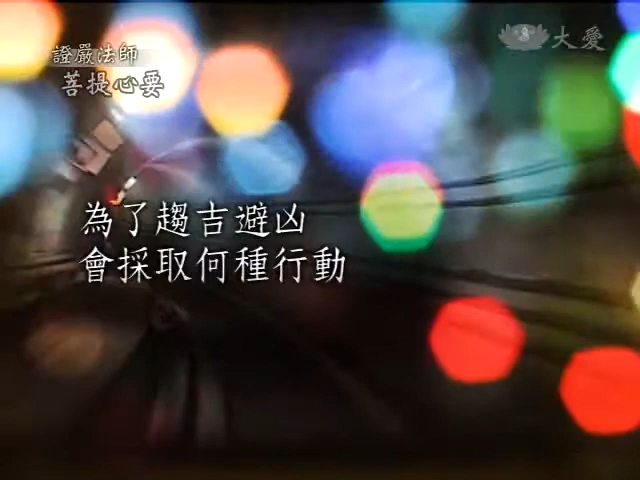 證嚴法師
菩提心要
大愛
為了趨吉避凶
會採取何種行動